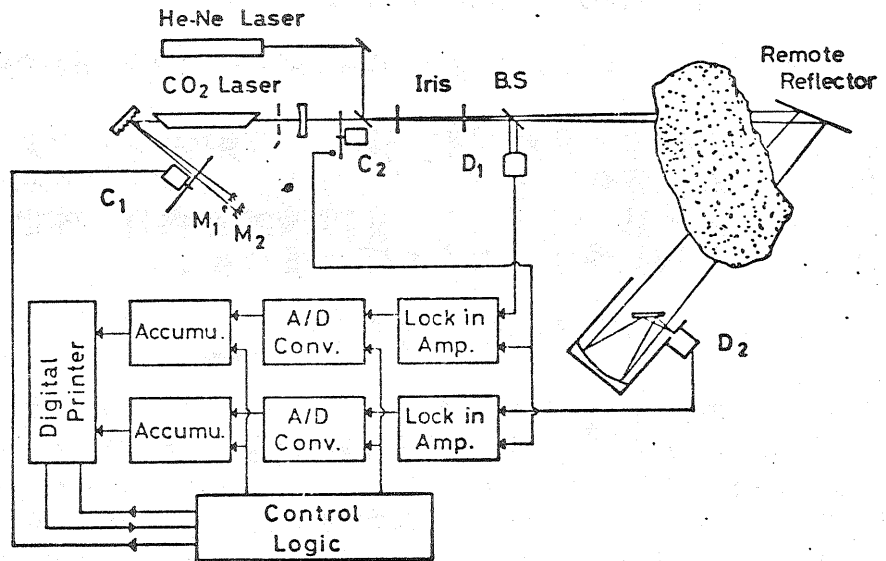 He-Ne Laser
CO2 Laser
Iris
B.S
Remote
Reflector
C1
M1
M2
C2
D1
D2
Digital
Printer
Accumu.
A/D
Conv.
Lock in
Amp.
Accumu.
A/D
Conv.
Lock in
Amp.
Control
Logic